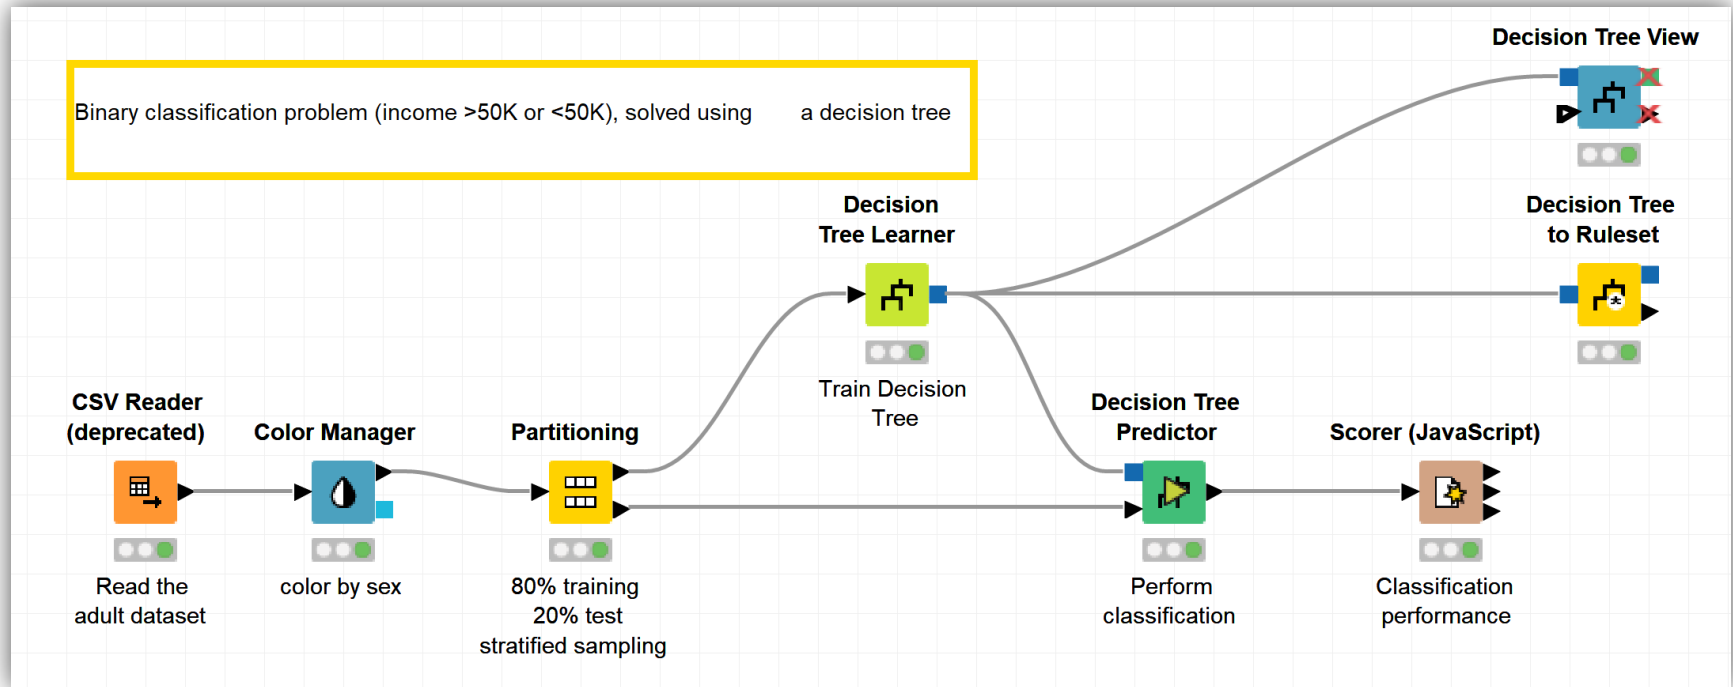 Decision Tree View
Binary classification problem (income >50K or <50K), solved using a decision tree
Decision
Tree Learner
Decision Tree
to Ruleset
Train Decision
Tree
CSV Reader
(deprecated)
Color Manager
Partitioning
Decision Tree
Predictor
Scorer (JavaScript)
Read the
adult dataset
color by sex
80% training
20% test
stratified sampling
Perform
classification
Classification
performance